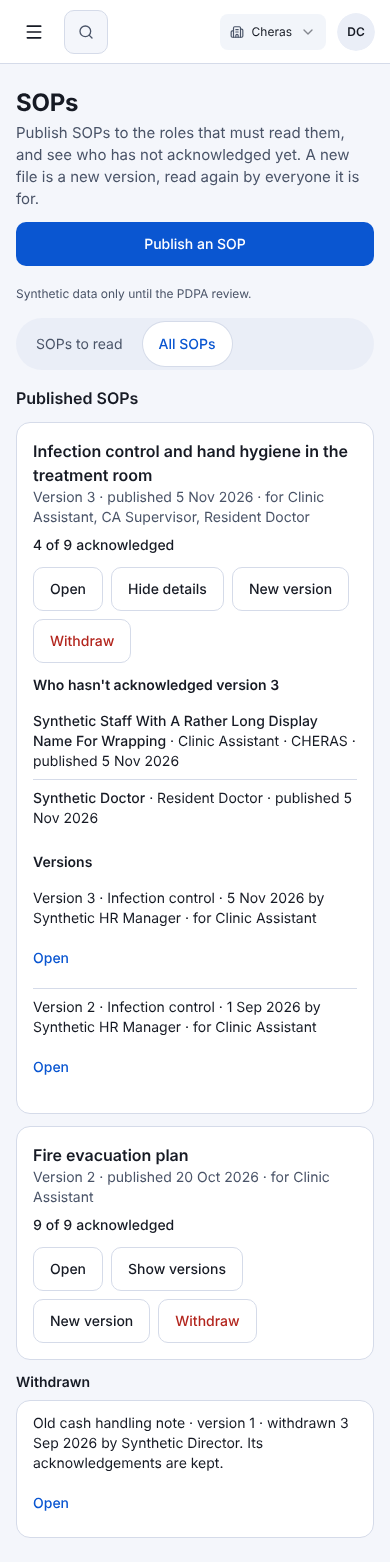 Cheras
DC
SOPs
Publish SOPs to the roles that must read them,
and see who has not acknowledged yet. A new
file is a new version, read again by everyone it is
for.
Publish an SOP
Synthetic data only until the PDPA review.
SOPs to read
All SOPs
Published SOPs
Infection control and hand hygiene in the
treatment room
Version 3 · published 5 Nov 2026 · for Clinic
Assistant, CA Supervisor, Resident Doctor
4 of 9 acknowledged
Open
Hide details
New version
Withdraw
Who hasn't acknowledged version 3
Synthetic Staff With A Rather Long Display
Name For Wrapping · Clinic Assistant · CHERAS ·
published 5 Nov 2026
Synthetic Doctor · Resident Doctor · published 5
Nov 2026
Versions
Version 3 · Infection control · 5 Nov 2026 by
Synthetic HR Manager · for Clinic Assistant
Open
Version 2 · Infection control · 1 Sep 2026 by
Synthetic HR Manager · for Clinic Assistant
Open
Fire evacuation plan
Version 2 · published 20 Oct 2026 · for Clinic
Assistant
9 of 9 acknowledged
Open
Show versions
New version
Withdraw
Withdrawn
Old cash handling note · version 1 · withdrawn 3
Sep 2026 by Synthetic Director. Its
acknowledgements are kept.
Open